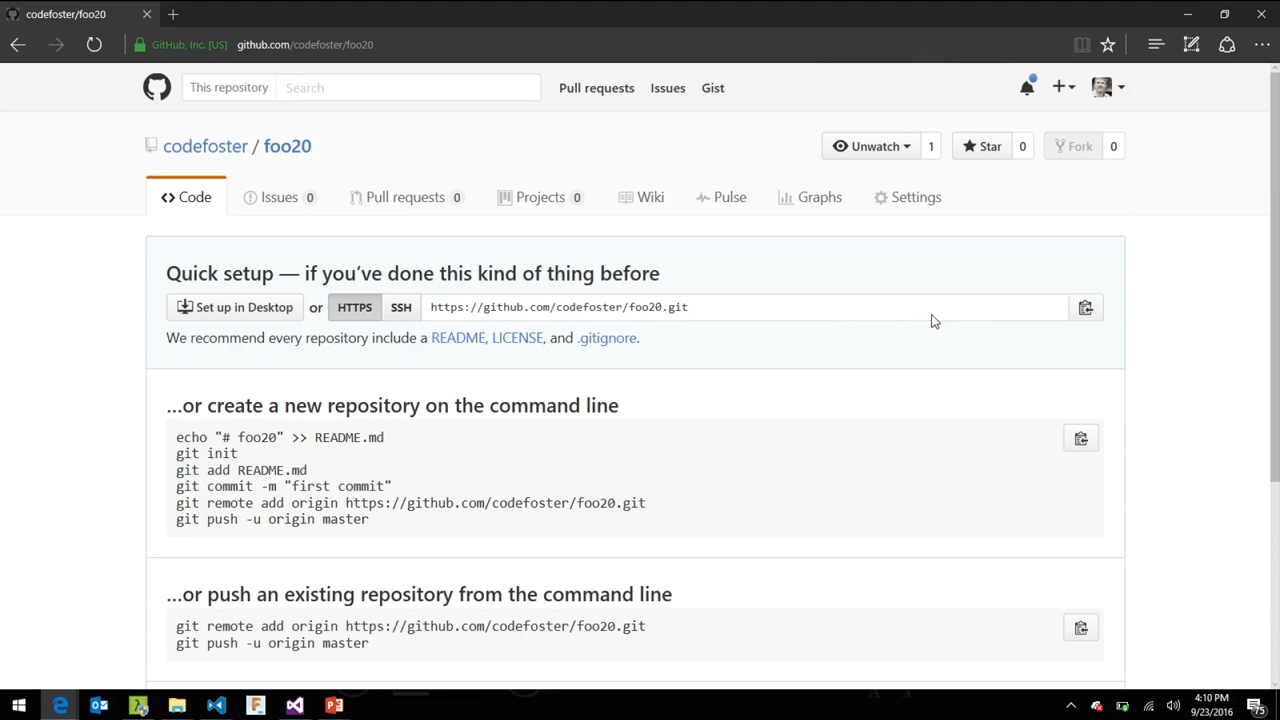 codefoster/foo20
GitHub, Inc. [US] github.com/codefoster/foo20
This repository Search Pull requests Issues Gist
codefoster / foo20 Unwatch 1 Star 0 Fork 0
Code Issues 0 Pull requests 0 Projects 0 Wiki Pulse Graphs Settings
Quick setup — if you’ve done this kind of thing before
Set up in Desktop or HTTPS SSH https://github.com/codefoster/foo20.git
We recommend every repository include a README, LICENSE, and .gitignore.
…or create a new repository on the command line
echo "# foo20" >> README.md
git init
git add README.md
git commit -m "first commit"
git remote add origin https://github.com/codefoster/foo20.git
git push -u origin master
…or push an existing repository from the command line
git remote add origin https://github.com/codefoster/foo20.git
git push -u origin master
4:10 PM
9/23/2016
75